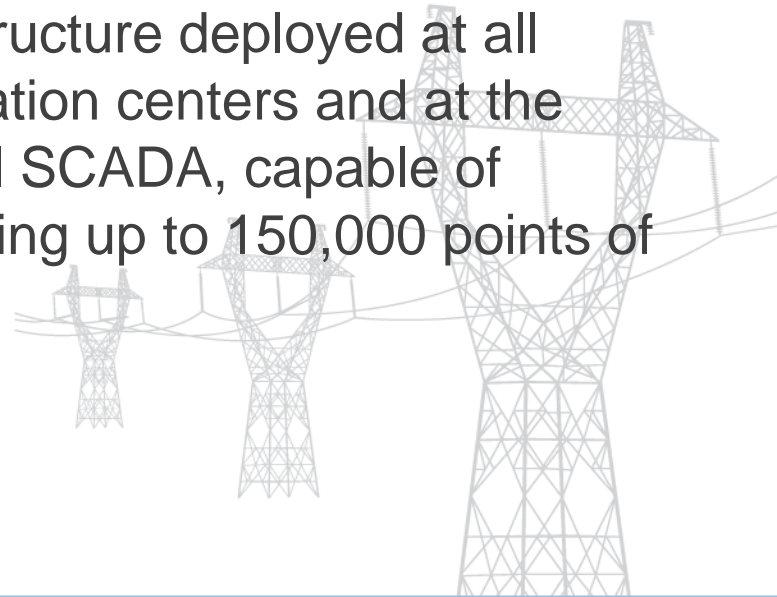 ructure deployed at all
ation centers and at the
SCADA, capable of
ing up to 150,000 points of